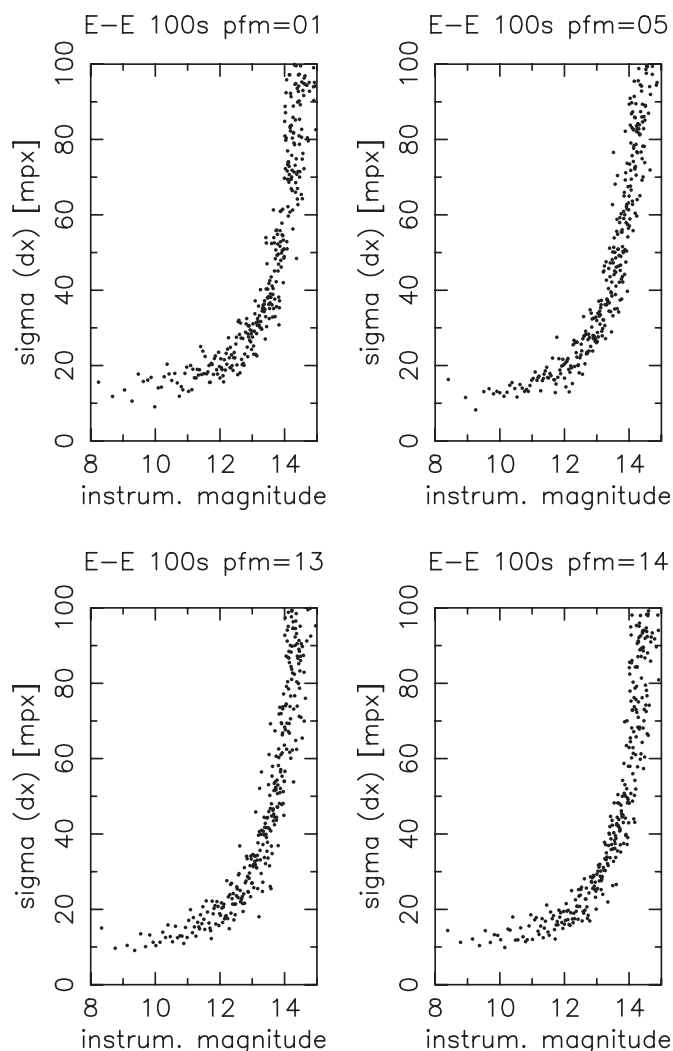 E−E 100s pfm=01
E−E 100s pfm=05
sigma (dx) [mpx]
0 20 40 60 80 100
8 10 12 14
instrum. magnitude
sigma (dx) [mpx]
0 20 40 60 80 100
8 10 12 14
instrum. magnitude
E−E 100s pfm=13
E−E 100s pfm=14
sigma (dx) [mpx]
0 20 40 60 80 100
8 10 12 14
instrum. magnitude
sigma (dx) [mpx]
0 20 40 60 80 100
8 10 12 14
instrum. magnitude